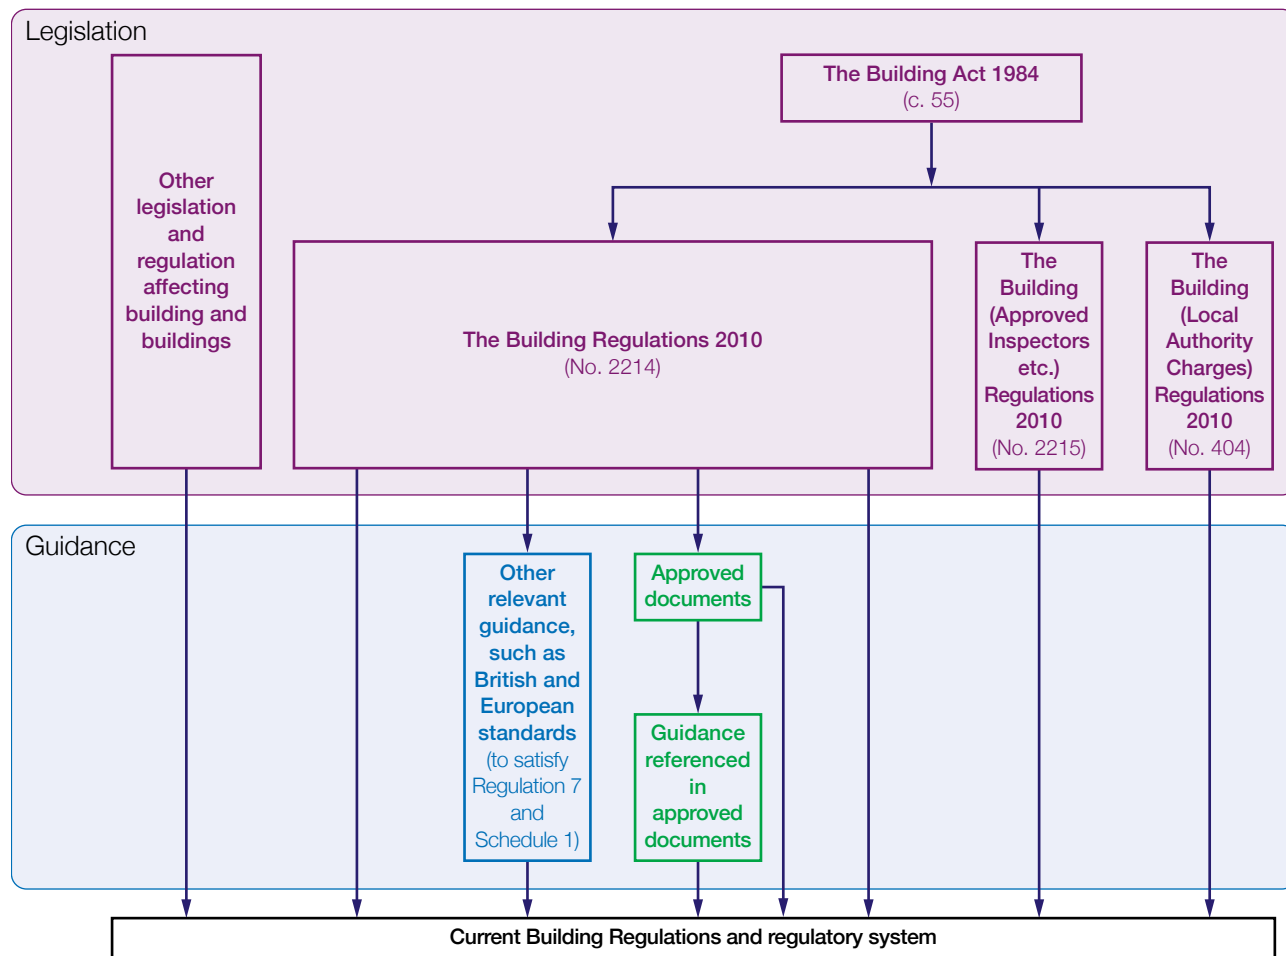 Legislation
The Building Act 1984
(c. 55)
Other
legislation
and
regulation
affecting
building and
buildings
The Building Regulations 2010
(No. 2214)
The
Building
(Approved
Inspectors
etc.)
Regulations
2010
(No. 2215)
The
Building
(Local
Authority
Charges)
Regulations
2010
(No. 404)
Guidance
Other
relevant
guidance,
such as
British and
European
standards
(to satisfy
Regulation 7
and
Schedule 1)
Approved
documents
Guidance
referenced
in
approved
documents
Current Building Regulations and regulatory system